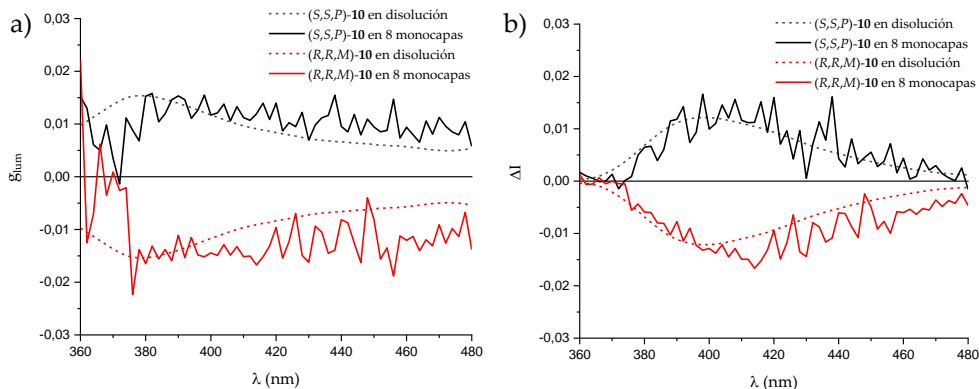 a)
0,03
0,02
0,01
0,00
-0,01
-0,02
-0,03
g_lum
360
380
400
420
440
460
480
λ (nm)
(S,S,P)-10 en disolución
(S,S,P)-10 en 8 monocapas
(R,R,M)-10 en disolución
(R,R,M)-10 en 8 monocapas
b)
0,03
0,02
0,01
0,00
-0,01
-0,02
-0,03
ΔI
360
380
400
420
440
460
480
λ (nm)
(S,S,P)-10 en disolución
(S,S,P)-10 en 8 monocapas
(R,R,M)-10 en disolución
(R,R,M)-10 en 8 monocapas